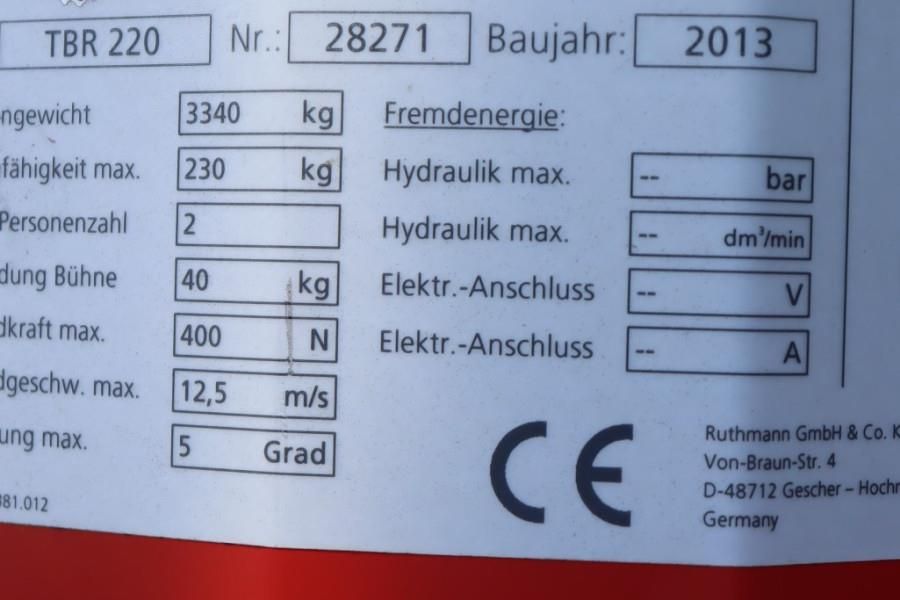 TBR 220 Nr.: 28271 Baujahr: 2013
ngewicht 3340 kg
fähigkeit max. 230 kg
Personenzahl 2
dung Bühne 40 kg
dkraft max. 400 N
dgeschw. max. 12,5 m/s
ung max. 5 Grad
381.012
Fremdenergie:
Hydraulik max. -- bar
Hydraulik max. -- dm³/min
Elektr.-Anschluss -- V
Elektr.-Anschluss -- A
CE
Ruthmann GmbH & Co. K
Von-Braun-Str. 4
D-48712 Gescher – Hochm
Germany